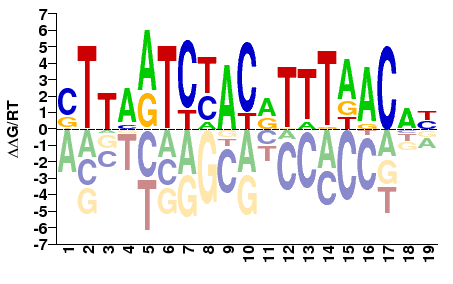 7
6
5
4
3
2
1
0
-1
-2
-3
-4
-5
-6
-7
ΔΔG/RT
C T T A A T C T A C A T T T A A C A T
G T G T C A G T G T C
A A G T C A A G C A C A C A C C A G A
C C T G G G T C T
G
1 2 3 4 5 6 7 8 9 10 11 12 13 14 15 16 17 18 19